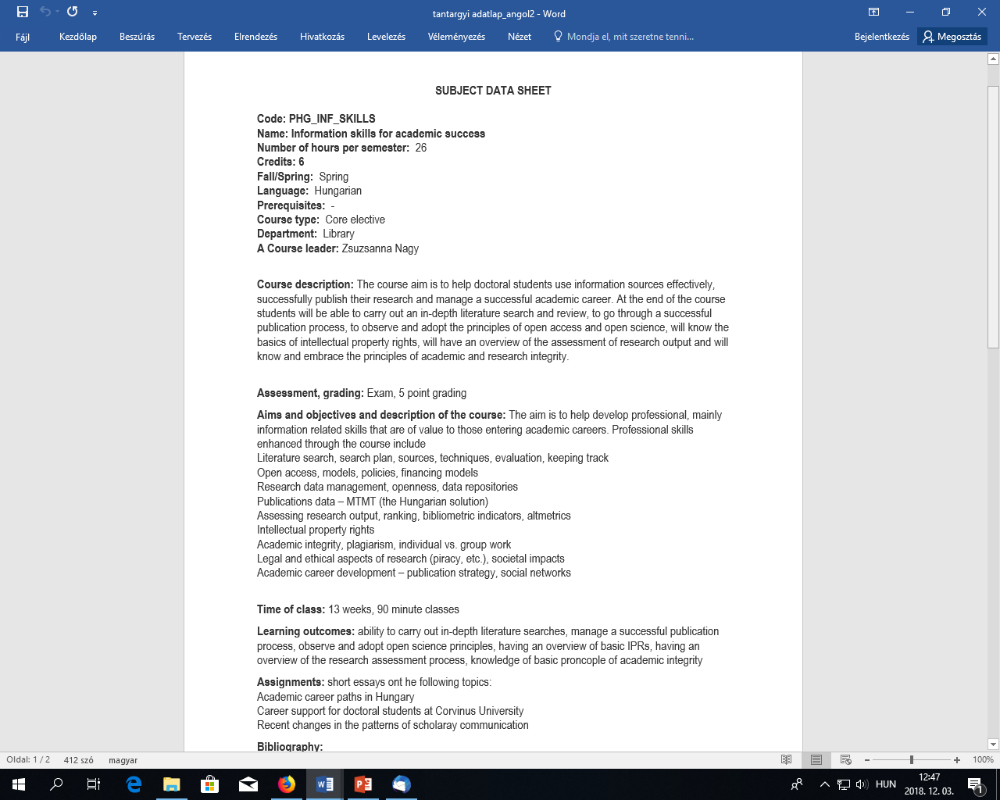 tantargyi adatlap_angol2 - Word
Fájl Kezdőlap Beszúrás Tervezés Elrendezés Hivatkozás Levelezés Véleményezés Nézet Mondja el, mit szeretne tenni... Bejelentkezés Megosztás
SUBJECT DATA SHEET
Code: PHG_INF_SKILLS
Name: Information skills for academic success
Number of hours per semester: 26
Credits: 6
Fall/Spring: Spring
Language: Hungarian
Prerequisites: -
Course type: Core elective
Department: Library
A Course leader: Zsuzsanna Nagy
Course description: The course aim is to help doctoral students use information sources effectively,
successfully publish their research and manage a successful academic career. At the end of the course
students will be able to carry out an in-depth literature search and review, to go through a successful
publication process, to observe and adopt the principles of open access and open science, will know the
basics of intellectual property rights, will have an overview of the assessment of research output and will
know and embrace the principles of academic and research integrity.
Assessment, grading: Exam, 5 point grading
Aims and objectives and description of the course: The aim is to help develop professional, mainly
information related skills that are of value to those entering academic careers. Professional skills
enhanced through the course include
Literature search, search plan, sources, techniques, evaluation, keeping track
Open access, models, policies, financing models
Research data management, openness, data repositories
Publications data – MTMT (the Hungarian solution)
Assessing research output, ranking, bibliometric indicators, altmetrics
Intellectual property rights
Academic integrity, plagiarism, individual vs. group work
Legal and ethical aspects of research (piracy, etc.), societal impacts
Academic career development – publication strategy, social networks
Time of class: 13 weeks, 90 minute classes
Learning outcomes: ability to carry out in-depth literature searches, manage a successful publication
process, observe and adopt open science principles, having an overview of basic IPRs, having an
overview of the research assessment process, knowledge of basic proncople of academic integrity
Assignments: short essays ont he following topics:
Academic career paths in Hungary
Career support for doctoral students at Corvinus University
Recent changes in the patterns of scholaray communication
Bibliography:
Oldal: 1 / 2 412 szó magyar 100%
HUN 12:47
2018. 12. 03. 1